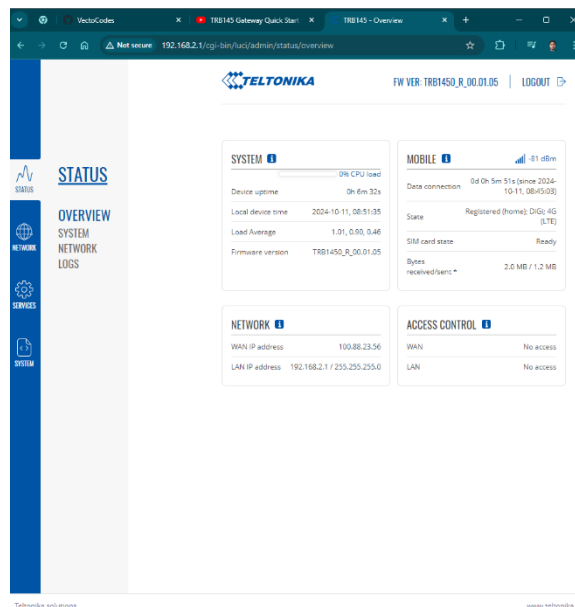 VectoCodes
TRB145 Gateway Quick Start
TRB145 - Overview
Not secure
192.168.2.1/cgi-bin/luci/admin/status/overview
TELTONIKA
FW VER: TRB1450_R_00.01.05
LOGOUT
STATUS
NETWORK
SERVICES
SYSTEM
STATUS
OVERVIEW
SYSTEM
NETWORK
LOGS
SYSTEM
0% CPU load
Device uptime 0h 6m 32s
Local device time 2024-10-11, 08:51:35
Load Average 1.01, 0.90, 0.46
Firmware version TRB1450_R_00.01.05
MOBILE
-81 dBm
Data connection 0d 0h 5m 51s (since 2024-
10-11, 08:45:03)
State Registered (home); DIGI; 4G
(LTE)
SIM card state Ready
Bytes
received/sent * 2.0 MB / 1.2 MB
NETWORK
WAN IP address 100.88.23.56
LAN IP address 192.168.2.1 / 255.255.255.0
ACCESS CONTROL
WAN No access
LAN No access
Teltonika solutions
www.teltonika